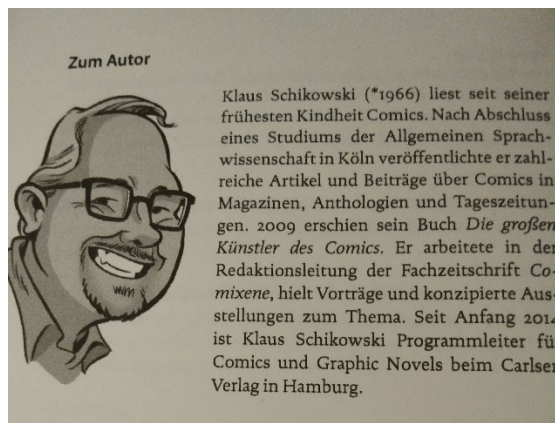 Zum Autor
Klaus Schikowski (*1966) liest seit seiner
frühesten Kindheit Comics. Nach Abschluss
eines Studiums der Allgemeinen Sprach-
wissenschaft in Köln veröffentlichte er zahl-
reiche Artikel und Beiträge über Comics in
Magazinen, Anthologien und Tageszeitun-
gen. 2009 erschien sein Buch Die großen
Künstler des Comics. Er arbeitete in der
Redaktionsleitung der Fachzeitschrift Co-
mixene, hielt Vorträge und konzipierte Aus-
stellungen zum Thema. Seit Anfang 2014
ist Klaus Schikowski Programmleiter fü
Comics und Graphic Novels beim Carlsen
Verlag in Hamburg.